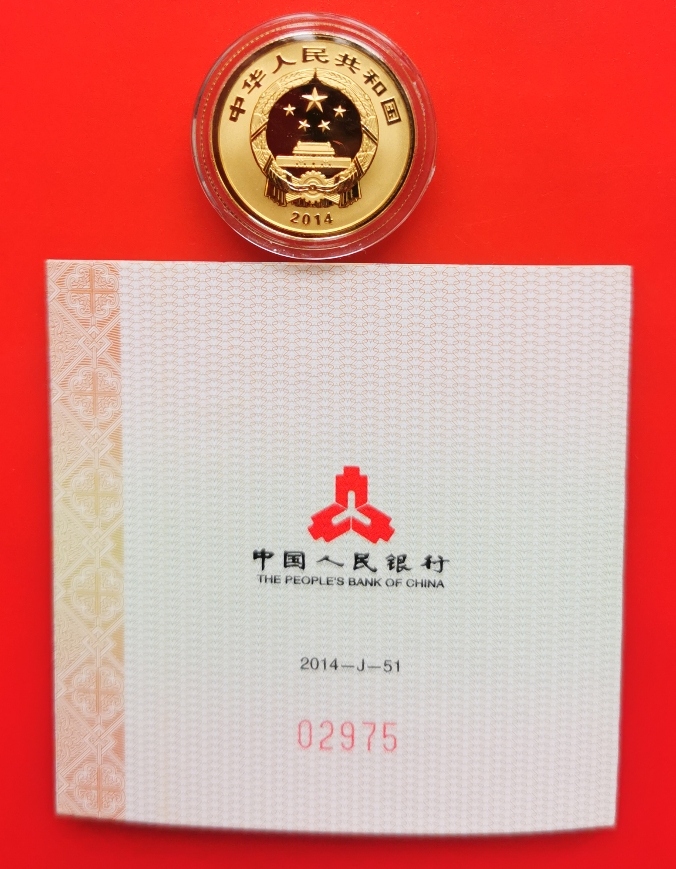 中华人民共和国
2014
中国人民银行
THE PEOPLE'S BANK OF CHINA
2014—J—51
02975